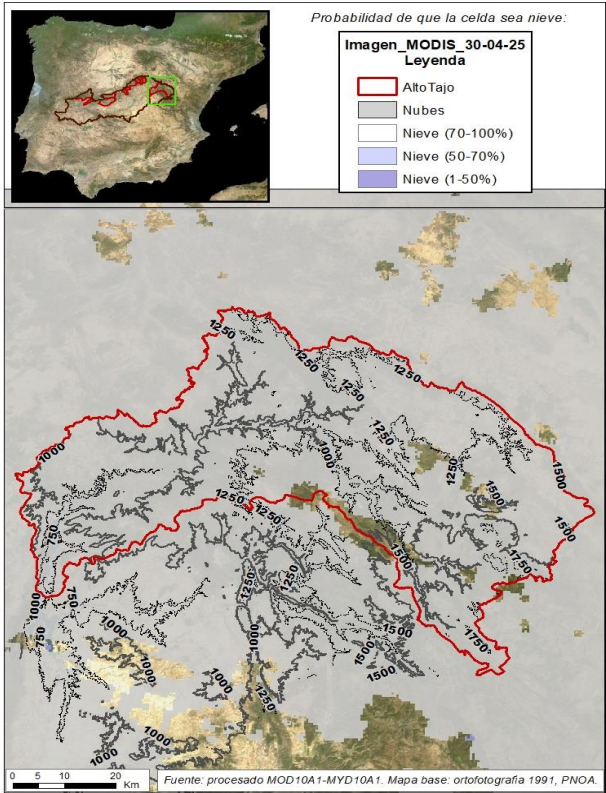 Probabilidad de que la celda sea nieve:
Imagen_MODIS_30-04-25
Leyenda
AltoTajo
Nubes
Nieve (70-100%)
Nieve (50-70%)
Nieve (1-50%)
1250
1250
1250
1250
1000
1250
1000
1250
1500
1500
1250
1250
1500
750
1500
1750
1250
1250
1000
750
750
1000
1000
1500
1750
1500
1500
1000
1000
1250
1000
1000
0 5 10 20
Km
Fuente: procesado MOD10A1-MYD10A1. Mapa base: ortofotografia 1991, PNOA.